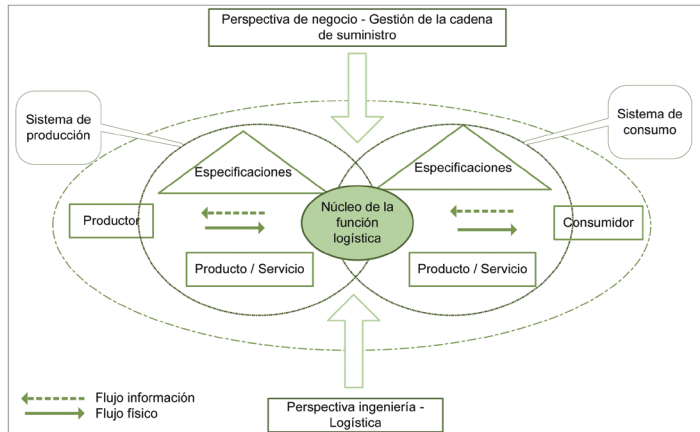 Perspectiva de negocio - Gestión de la cadena
de suministro
Sistema de
producción
Sistema de
consumo
Especificaciones
Especificaciones
Productor
Núcleo de la
función
logística
Consumidor
Producto / Servicio
Producto / Servicio
Flujo información
Flujo físico
Perspectiva ingeniería -
Logística